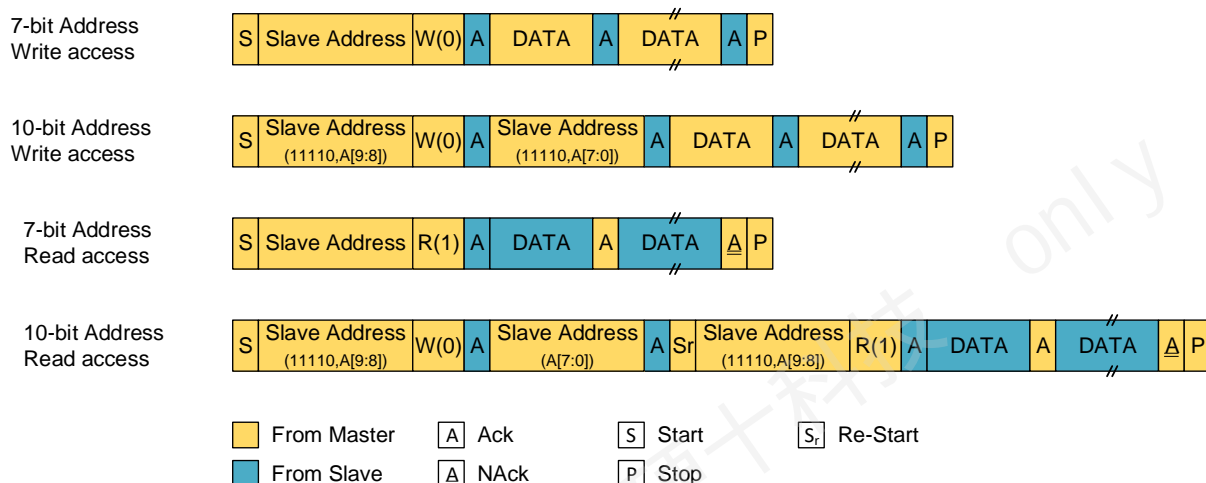 7-bit Address
Write access
S Slave Address W(0) A DATA A DATA A P
10-bit Address
Write access
S Slave Address (11110,A[9:8]) W(0) A Slave Address (11110,A[7:0]) A DATA A DATA A P
7-bit Address
Read access
S Slave Address R(1) A DATA A DATA A P
10-bit Address
Read access
S Slave Address (11110,A[9:8]) W(0) A Slave Address (A[7:0]) A Sr Slave Address (11110,A[9:8]) R(1) A DATA A DATA A P
From Master A Ack S Start Sr Re-Start
From Slave A NAck P Stop
十科技 only